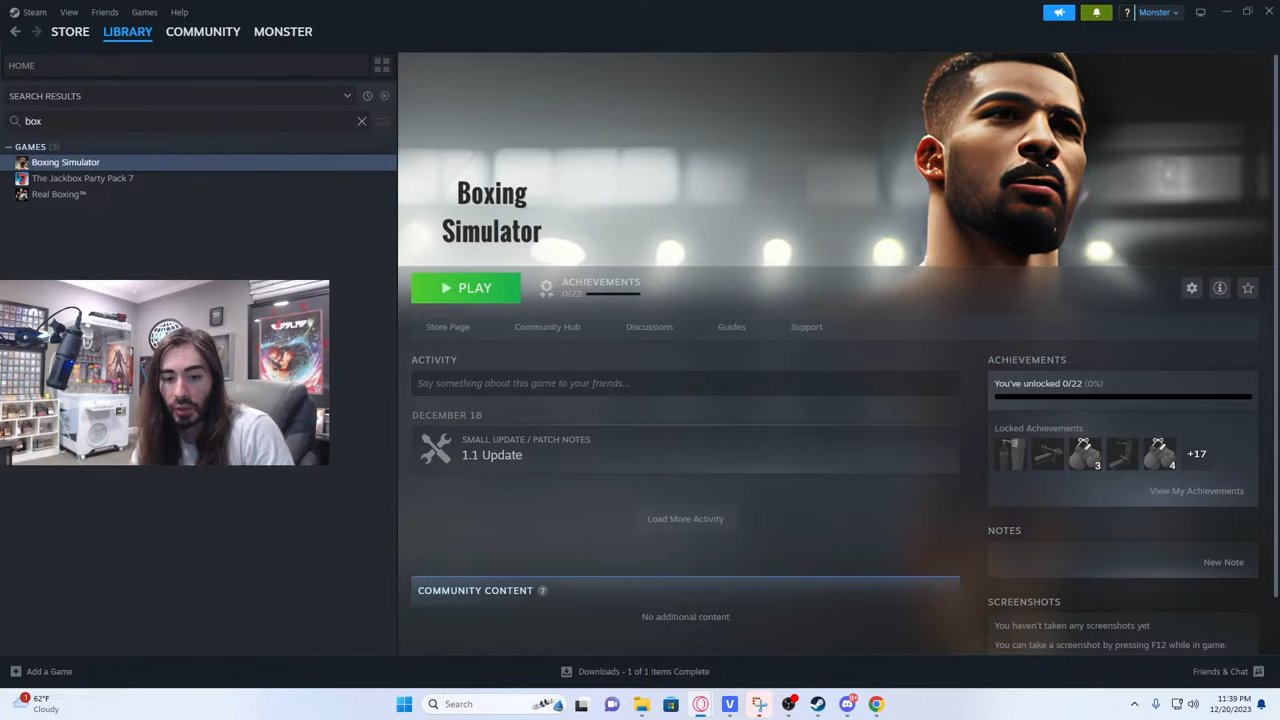 Steam View Friends Games Help
? Monster
STORE LIBRARY COMMUNITY MONSTER
HOME
SEARCH RESULTS
box
GAMES (3)
Boxing Simulator
The Jackbox Party Pack 7
Real Boxing™
Boxing
Simulator
PLAY
ACHIEVEMENTS
0/22
Store Page Community Hub Discussions Guides Support
ACTIVITY
Say something about this game to your friends...
DECEMBER 18
SMALL UPDATE / PATCH NOTES
1.1 Update
Load More Activity
COMMUNITY CONTENT ?
No additional content
ACHIEVEMENTS
You've unlocked 0/22 (0%)
Locked Achievements
3 4 +17
View My Achievements
NOTES
New Note
SCREENSHOTS
You haven't taken any screenshots yet
You can take a screenshot by pressing F12 while in game.
Add a Game
Downloads - 1 of 1 Items Complete
Friends & Chat
1
62°F
Cloudy
Search
11:39 PM
12/20/2023